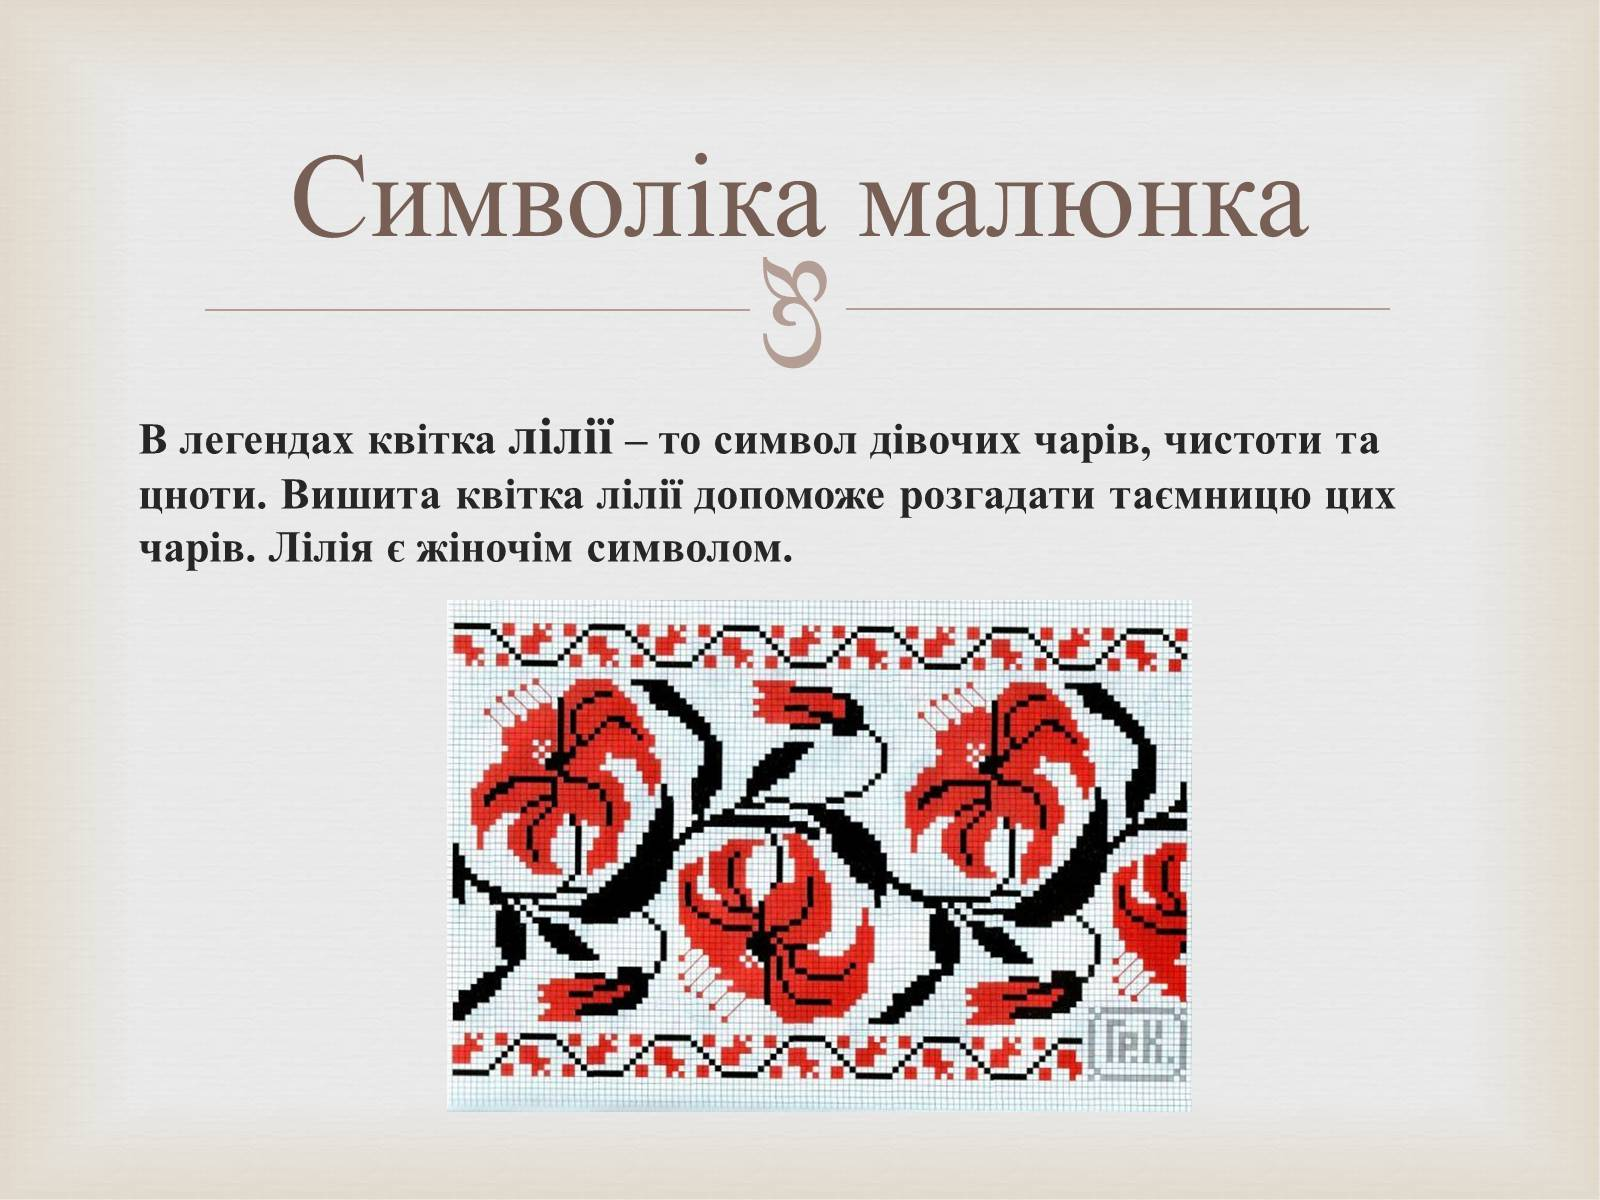 Символіка малюнка
В легендах квітка лілії – то символ дівочих чарів, чистоти та
цноти. Вишита квітка лілії допоможе розгадати таємницю цих
чарів. Лілія є жіночім символом.
Гр.К.